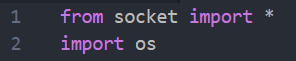 1 from socket import *
2 import os